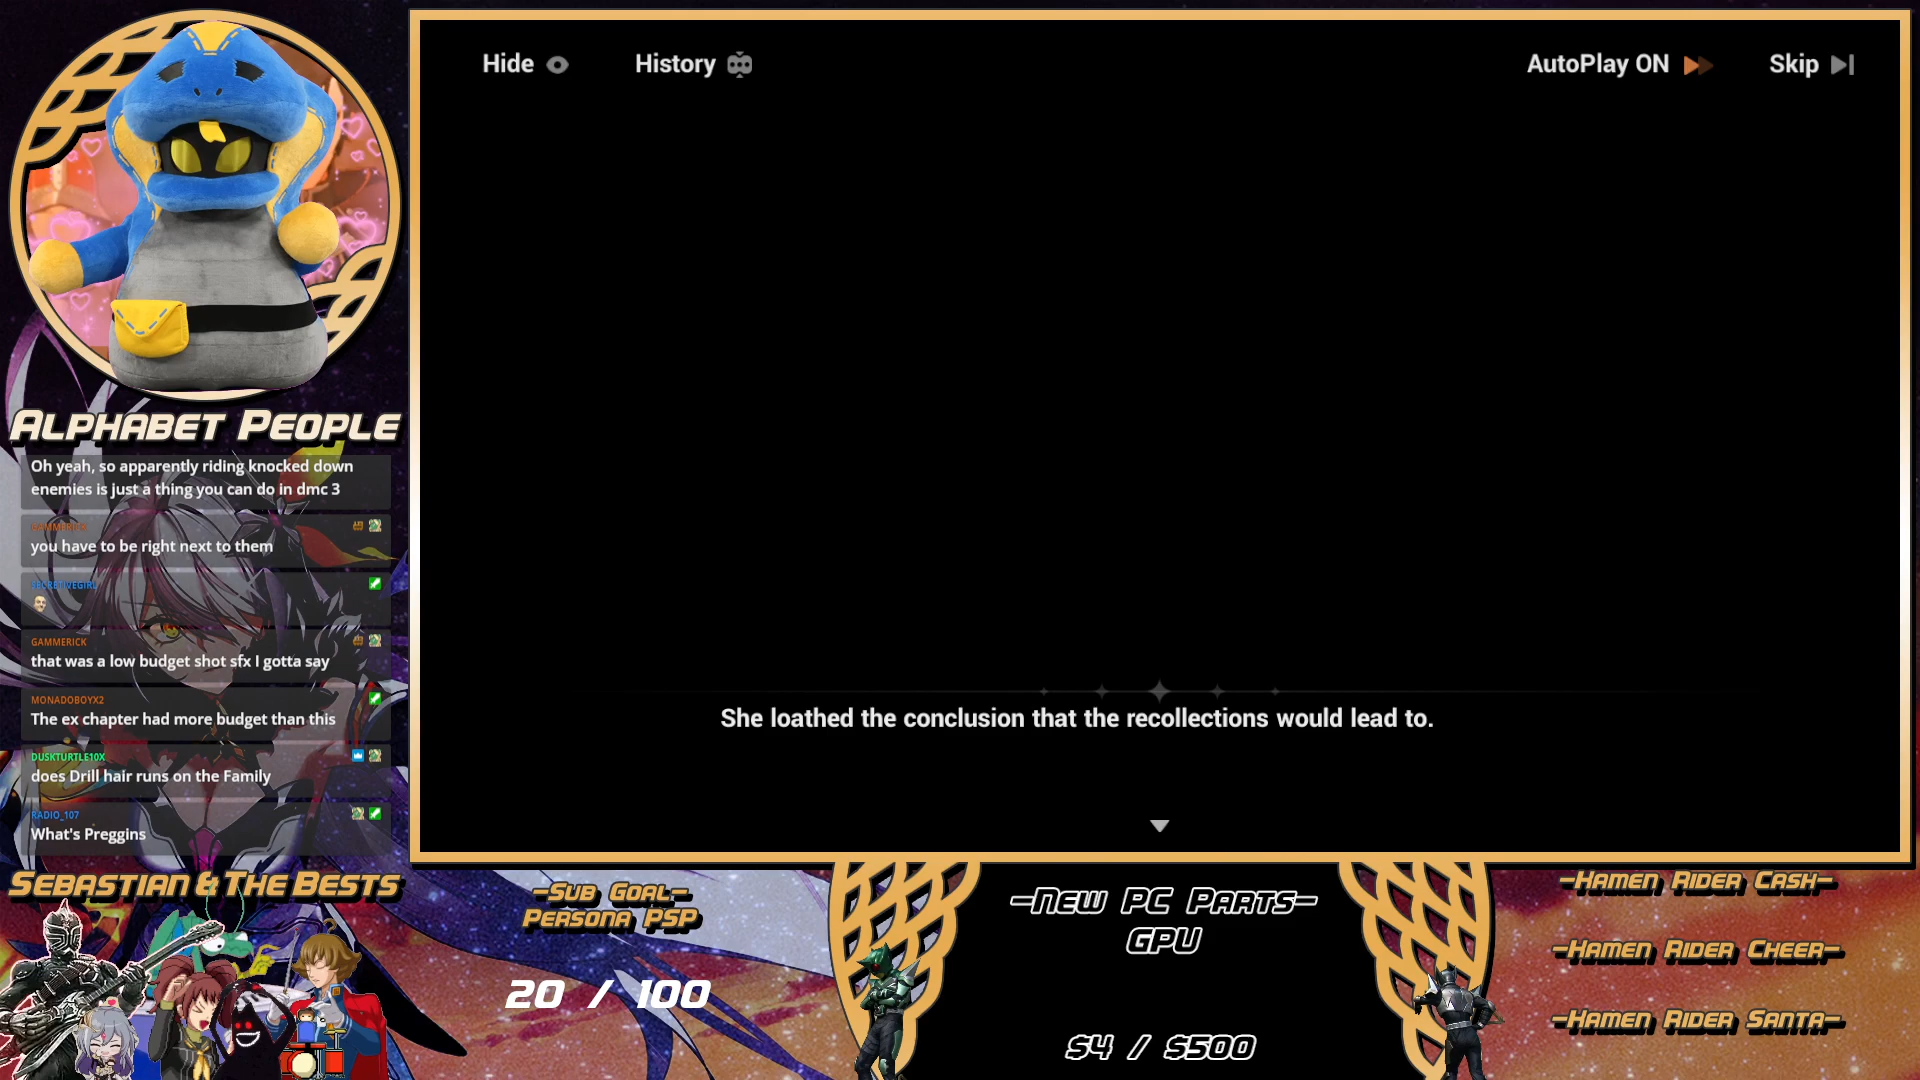 Hide
History
AutoPlay ON
Skip
ALPHABET PEOPLE
Oh yeah, so apparently riding knocked down
enemies is just a thing you can do in dmc 3
GAMMERICK
you have to be right next to them
SECRETIVEGIRL
GAMMERICK
that was a low budget shot sfx I gotta say
MONADOBOYX2
The ex chapter had more budget than this
DUSKTURTLE10X
does Drill hair runs on the Family
RADIO_107
What's Preggins
She loathed the conclusion that the recollections would lead to.
SEBASTIAN & THE BESTS
-SUB GOAL-
PERSONA PSP
20 / 100
-NEW PC PARTS-
GPU
$4 / $500
-HAMEN RIDER CASH-
-HAMEN RIDER CHEER-
-HAMEN RIDER SANTA-